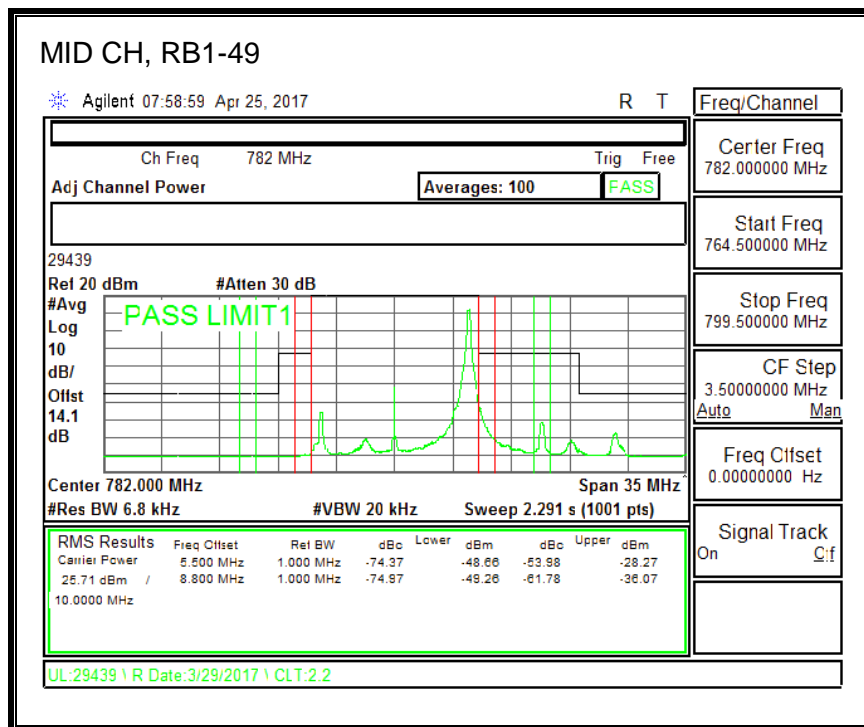 MID CH, RB1-49
Agilent 07:58:59 Apr 25, 2017 R T
Freq/Channel
Ch Freq 782 MHz Trig Free
Center Freq
782.000000 MHz
Adj Channel Power Averages: 100 PASS
Start Freq
764.500000 MHz
29439
Ref 20 dBm #Atten 30 dB
#Avg
Log
10
dB/
Offst
14.1
dB
PASS LIMIT1
Stop Freq
799.500000 MHz
CF Step
3.50000000 MHz
Auto Man
Freq Offset
0.00000000 Hz
Center 782.000 MHz Span 35 MHz
#Res BW 6.8 kHz #VBW 20 kHz Sweep 2.291 s (1001 pts)
Signal Track
On Off
RMS Results Freq Offset Ref BW dBc Lower dBm dBc Upper dBm
Carrier Power 5.500 MHz 1.000 MHz -74.37 -48.66 -53.98 -28.27
25.71 dBm / 8.800 MHz 1.000 MHz -74.97 -49.26 -61.78 -36.07
10.0000 MHz
UL:29439 \ R Date:3/29/2017 \ CLT:2.2